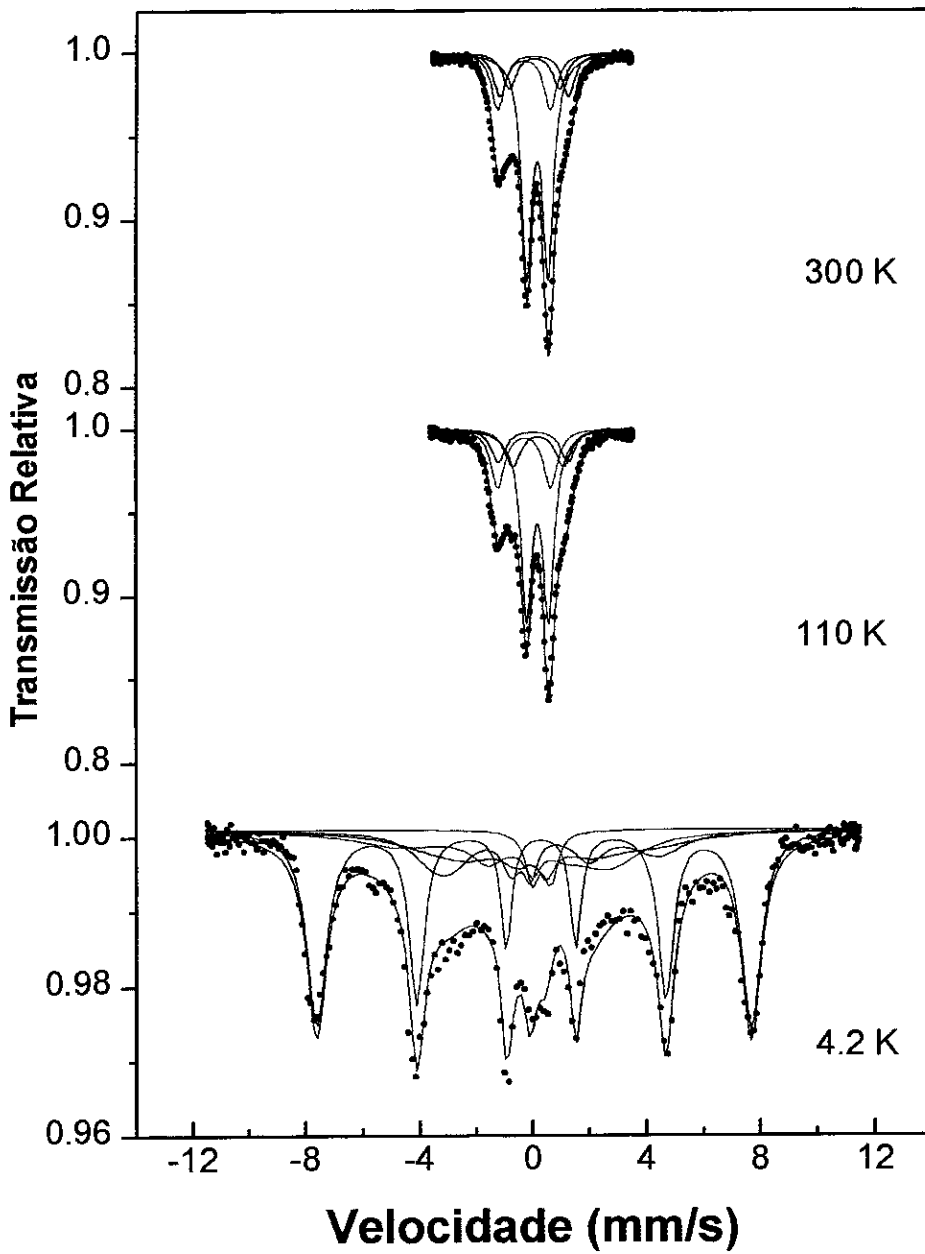 1.0
0.9
300 K
0.8
1.0
0.9
110 K
0.8
1.00
0.98
4.2 K
0.96
-12 -8 -4 0 4 8 12
Transmissão Relativa
Velocidade (mm/s)